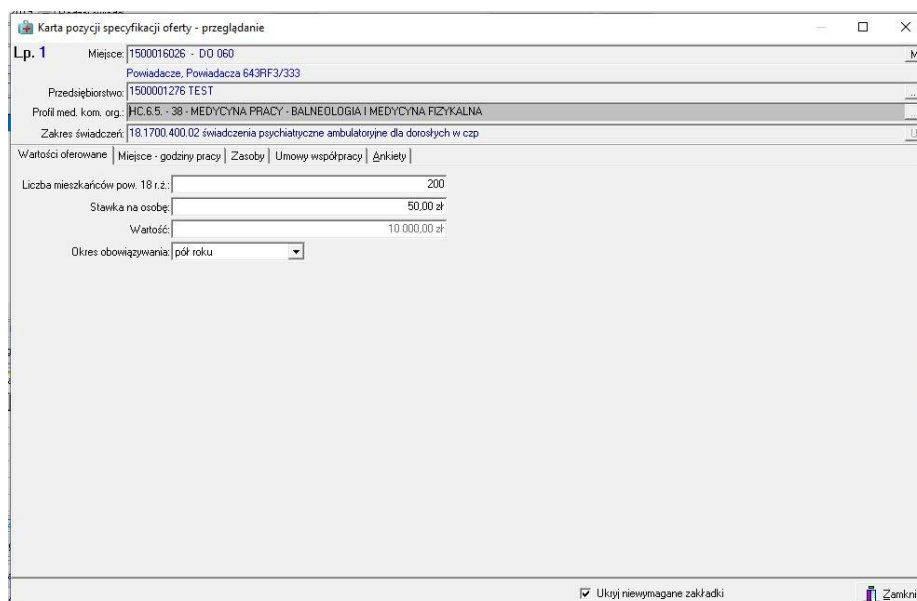 Karta pozycji specyfikacji oferty - przeglądanie
Lp. 1
Miejsce: 1500016026 - DO 060
Powiadacze, Powiadacza 643RF3/333
Przedsiębiorstwo: 1500001276 TEST
Profil med. kom. org.: HC.6.5. - 38 - MEDYCYNA PRACY - BALNEOLOGIA I MEDYCYNA FIZYKALNA
Zakres świadczeń: 18.1700.400.02 świadczenia psychiatryczne ambulatoryjne dla dorosłych w czp
Wartości oferowane Miejsce - godziny pracy Zasoby Umowy współpracy Ankiety
Liczba mieszkańców pow. 18 r.ż.: 200
Stawka na osobę: 50,00 zł
Wartość: 10 000,00 zł
Okres obowiązywania: pół roku
Ukryj niewymagane zakładki
Zamkni